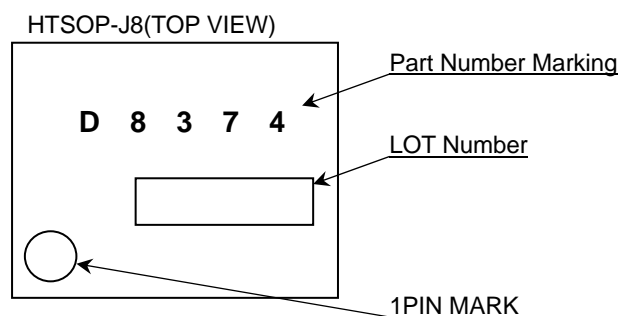 HTSOP-J8(TOP VIEW)
Part Number Marking
D 8 3 7 4
LOT Number
1PIN MARK